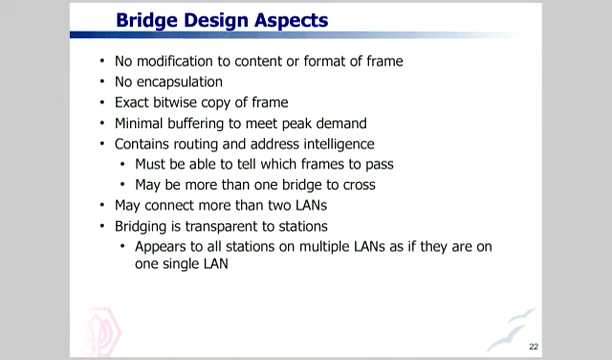 Bridge Design Aspects
• No modification to content or format of frame
• No encapsulation
• Exact bitwise copy of frame
• Minimal buffering to meet peak demand
• Contains routing and address intelligence
• Must be able to tell which frames to pass
• May be more than one bridge to cross
• May connect more than two LANs
• Bridging is transparent to stations
• Appears to all stations on multiple LANs as if they are on
one single LAN
22